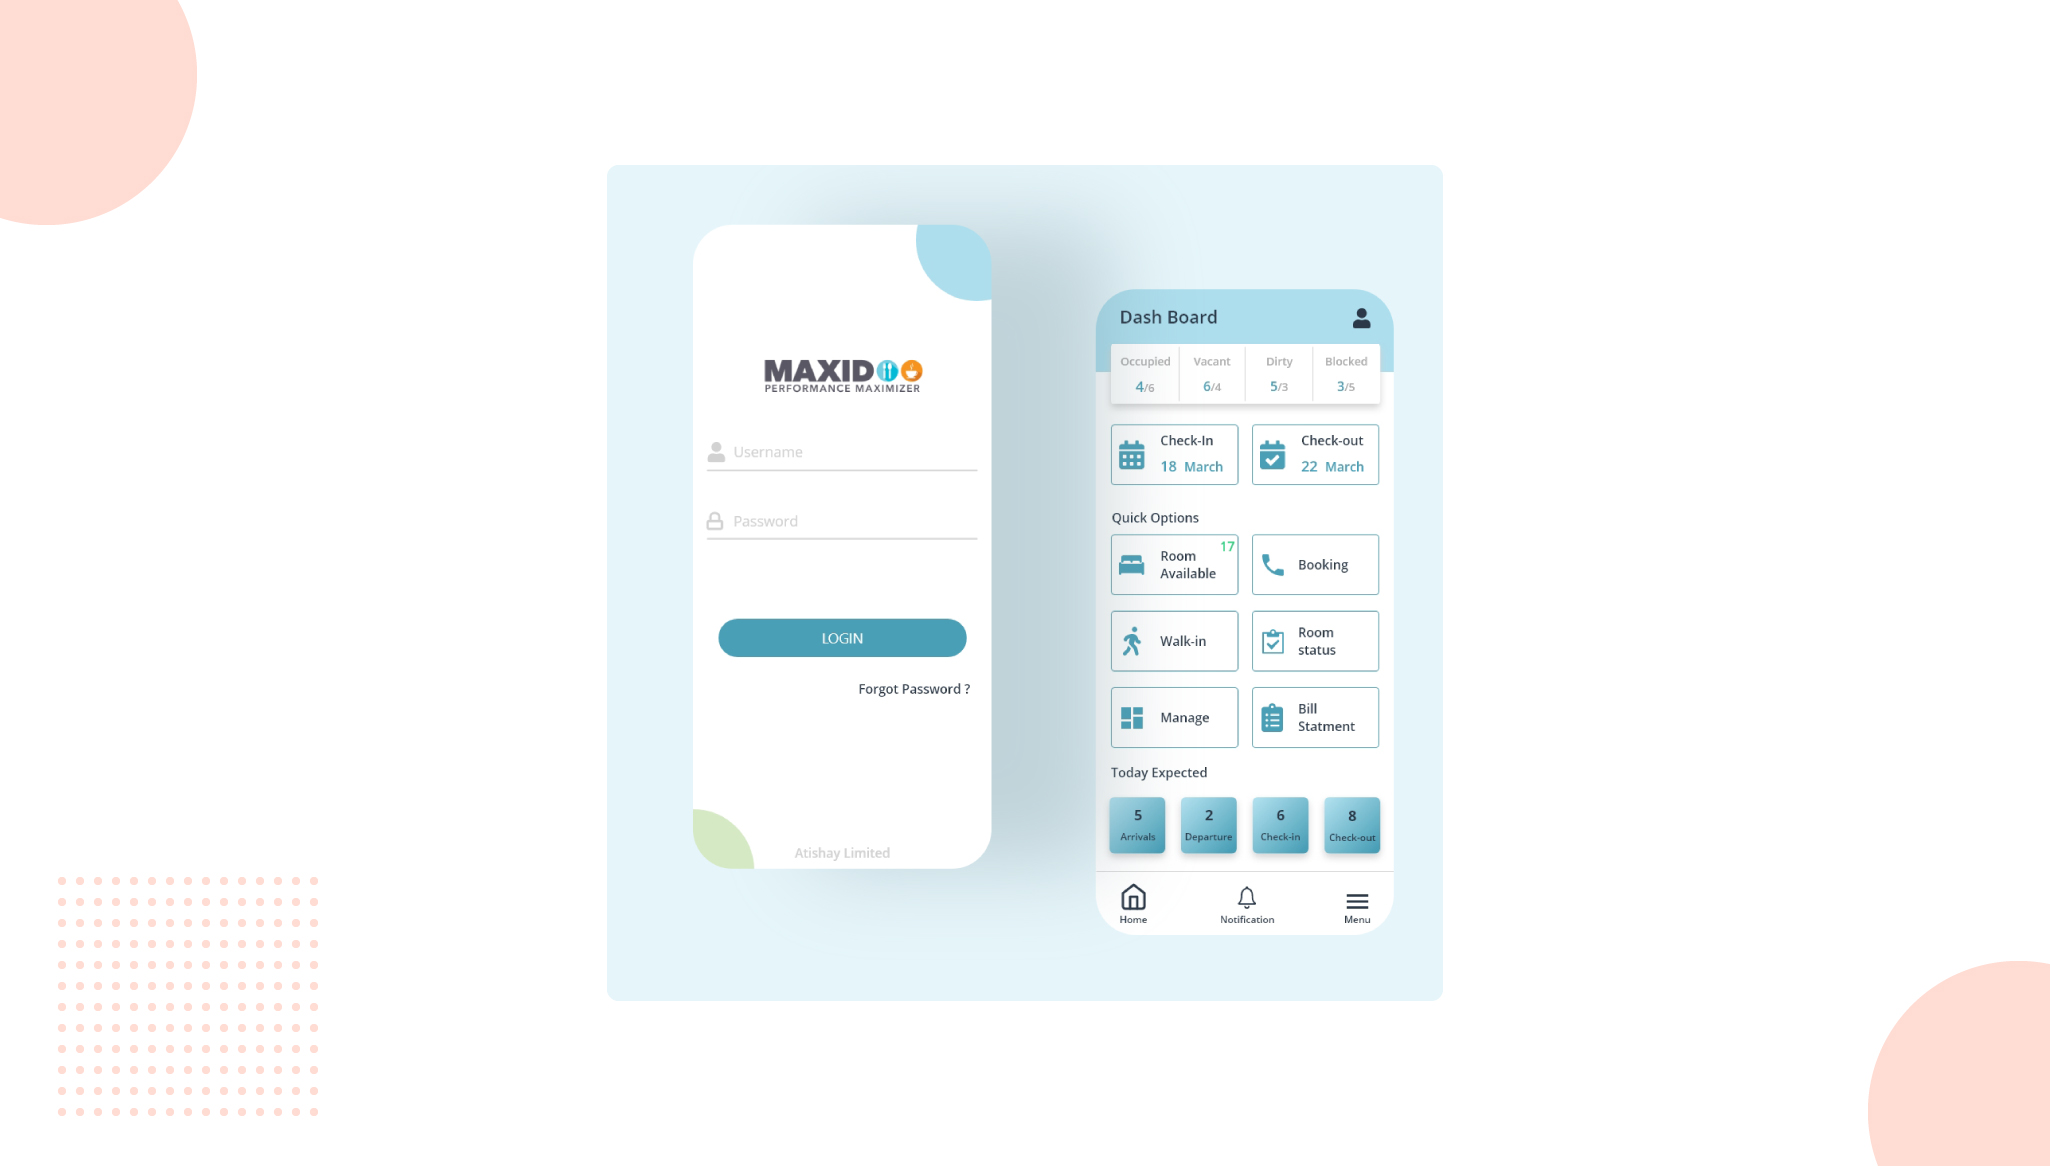 MAXIDOO
PERFORMANCE MAXIMIZER
Username
Password
LOGIN
Forgot Password ?
Atishay Limited
Dash Board
Occupied Vacant Dirty Blocked
4/6 6/4 5/3 3/5
Check-In
18 March
Check-out
22 March
Quick Options
17
Room
Available
Booking
Walk-in
Room
status
Manage
Bill
Statment
Today Expected
5 2 6 8
Arrivals Departure Check-in Check-out
Home Notification Menu